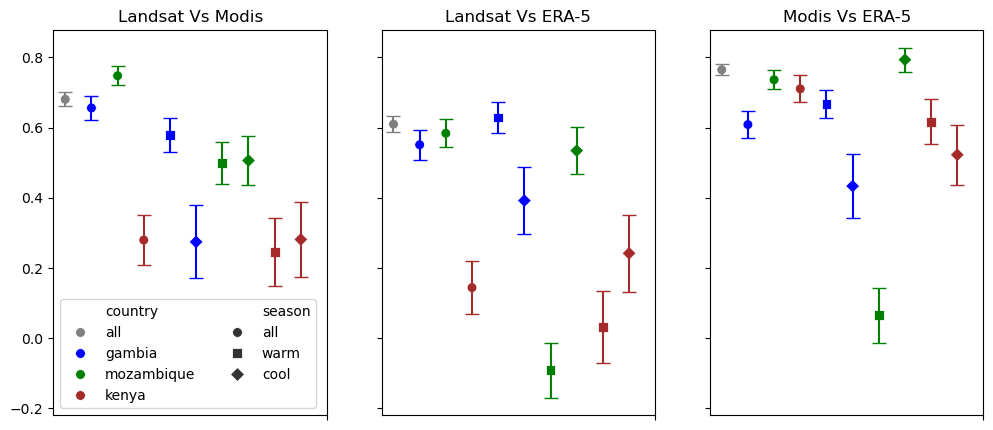 Landsat Vs Modis
Landsat Vs ERA-5
Modis Vs ERA-5
0.8
0.6
0.4
0.2
0.0
−0.2
country
all
gambia
mozambique
kenya
season
all
warm
cool